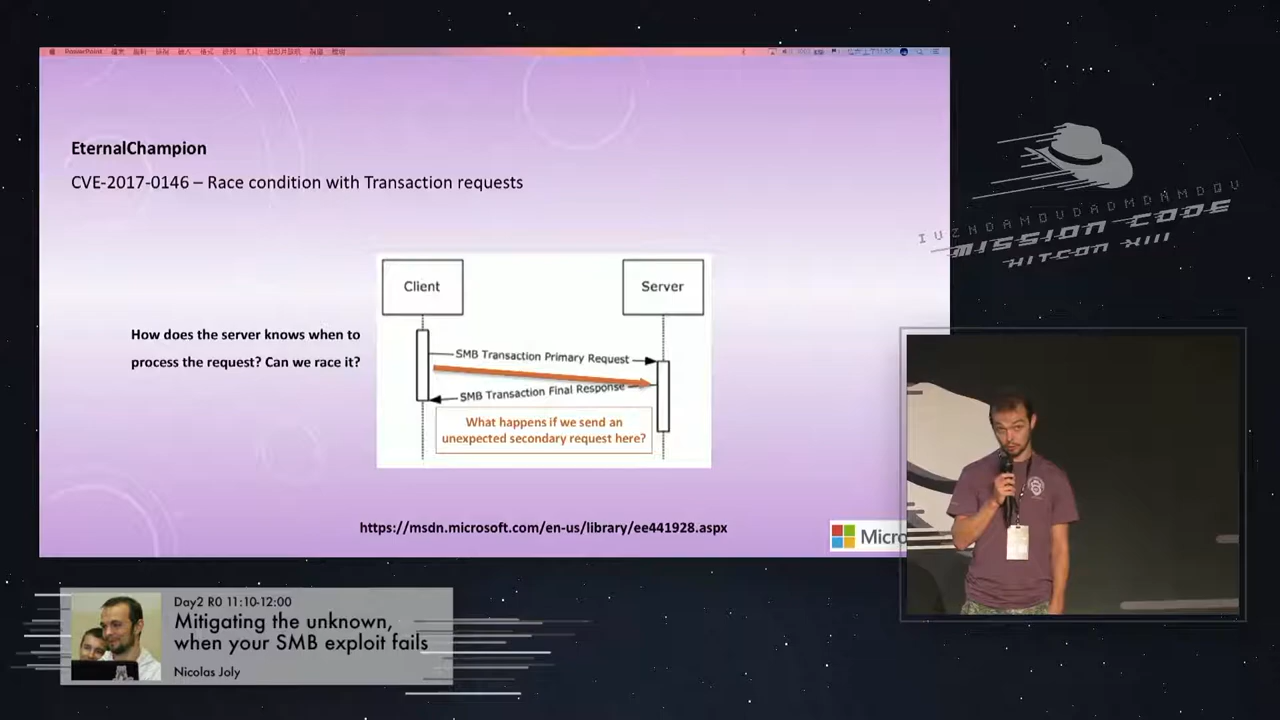 PowerPoint
EternalChampion
CVE-2017-0146 – Race condition with Transaction requests
Client
Server
How does the server knows when to
process the request? Can we race it?
SMB Transaction Primary Request
SMB Transaction Final Response
What happens if we send an
unexpected secondary request here?
https://msdn.microsoft.com/en-us/library/ee441928.aspx
Micro
MISSION CODE
HITCON XIII
Day2 R0 11:10-12:00
Mitigating the unknown,
when your SMB exploit fails
Nicolas Joly